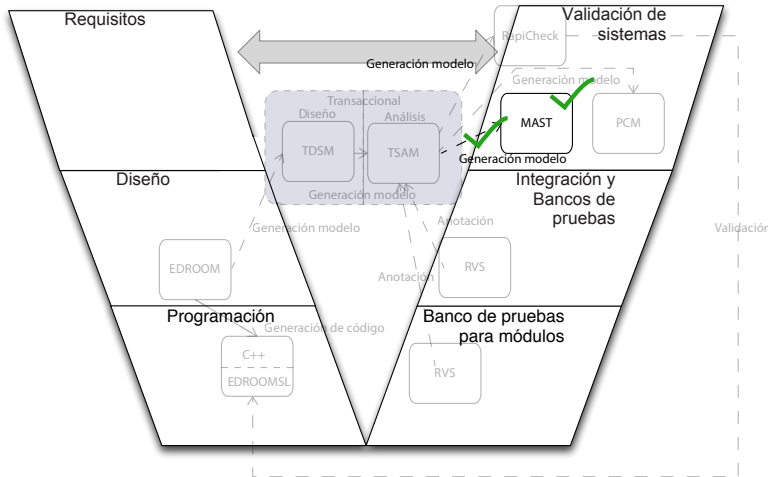 Requisitos
Validación de
sistemas
RapiCheck
Generación modelo
Generación modelo
Transaccional
Diseño
Análisis
TDSM
TSAM
MAST
PCM
Generación modelo
Diseño
Generación modelo
Integración y
Bancos de
pruebas
Generación modelo
Anotación
Validación
EDROOM
Anotación
RVS
Programación
Generación de código
Banco de pruebas
para módulos
C++
EDROOMSL
RVS